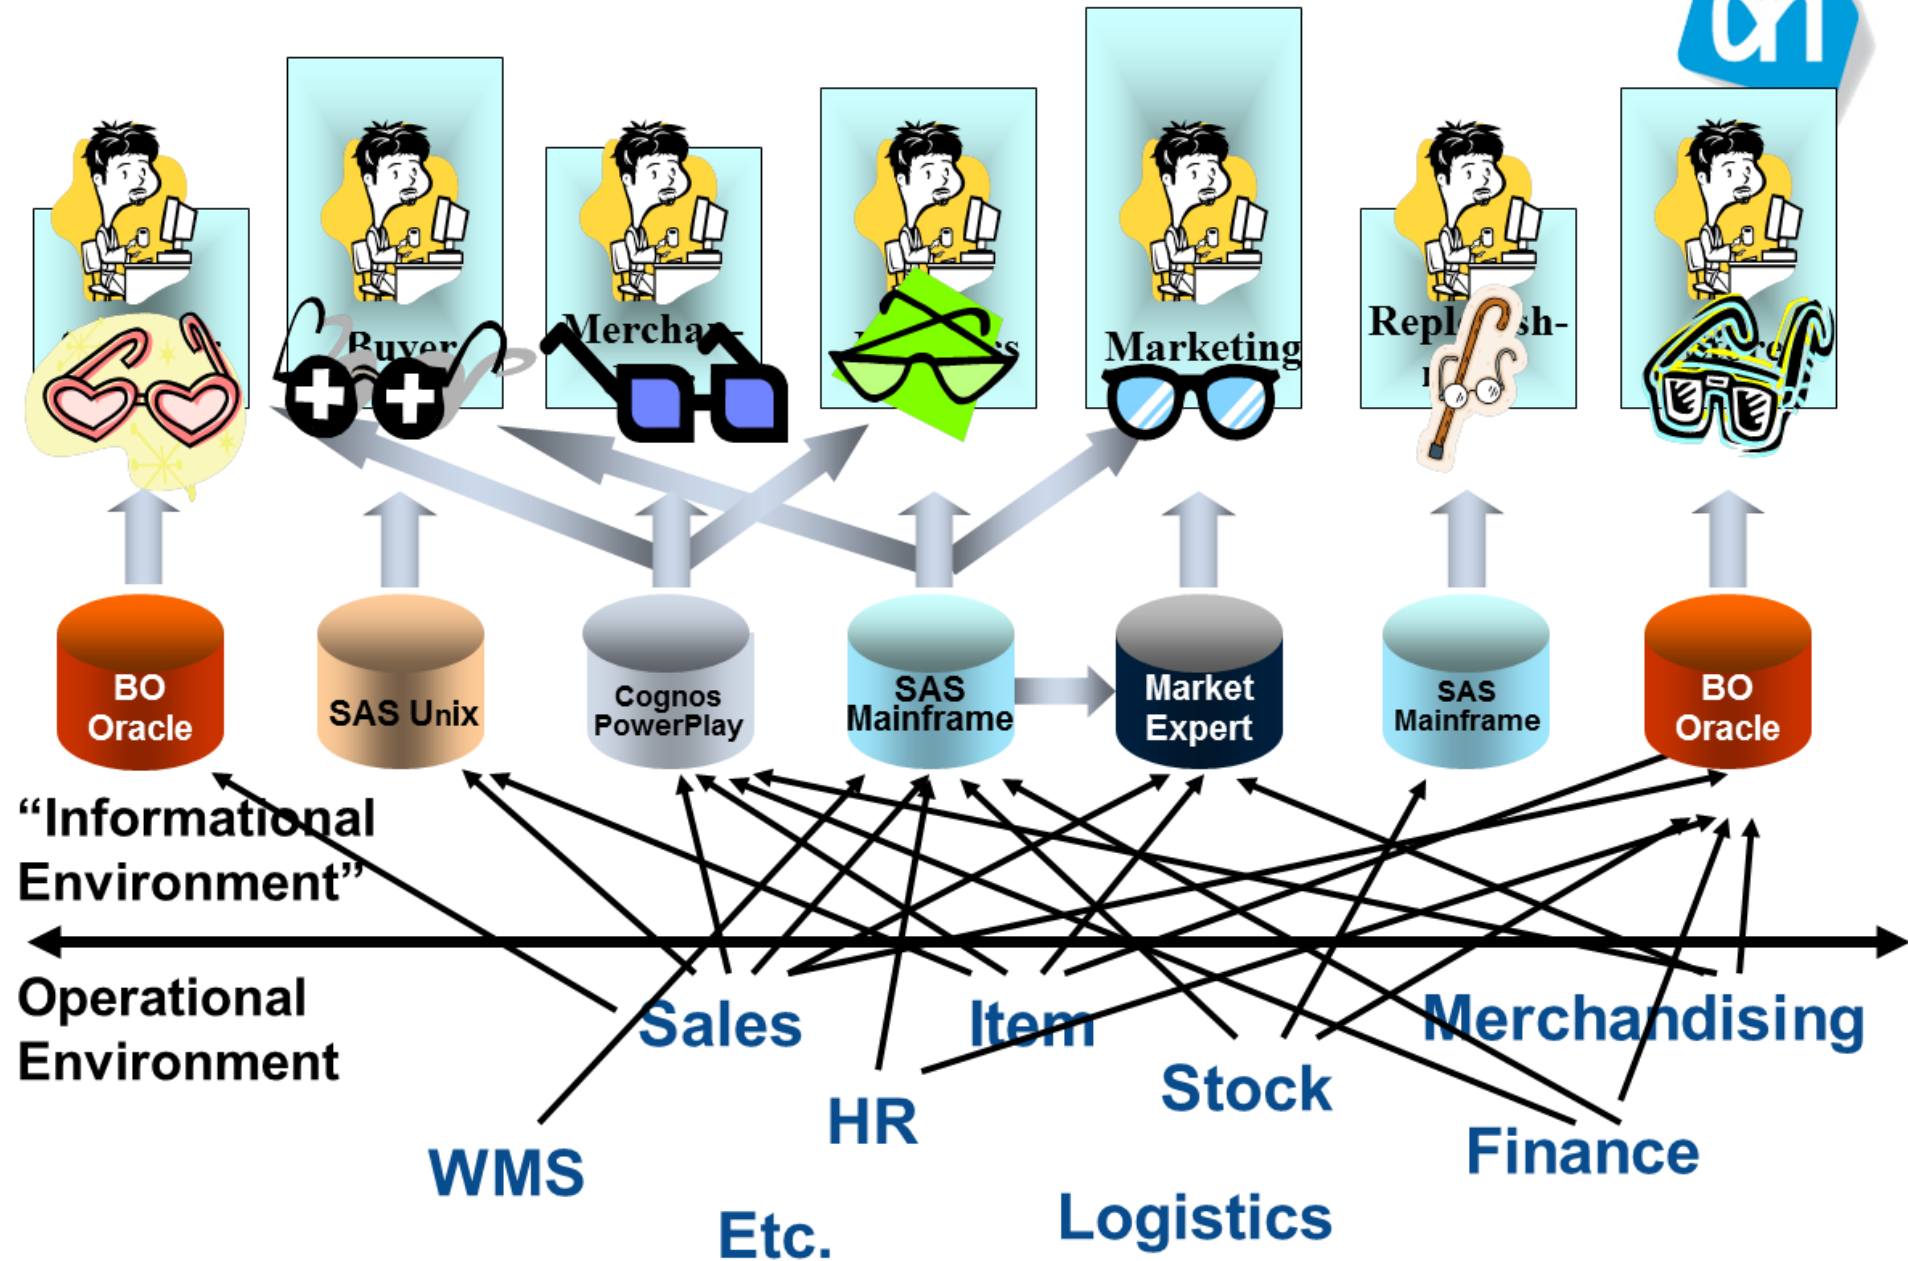 Buyer
Merchan-
Marketing
BO
Oracle
SAS Unix
Cognos
PowerPlay
SAS
Mainframe
Market
Expert
SAS
Mainframe
BO
Oracle
“Informational
Environment”
Operational
Environment
Sales
Item
Merchandising
Stock
HR
Finance
WMS
Logistics
Etc.